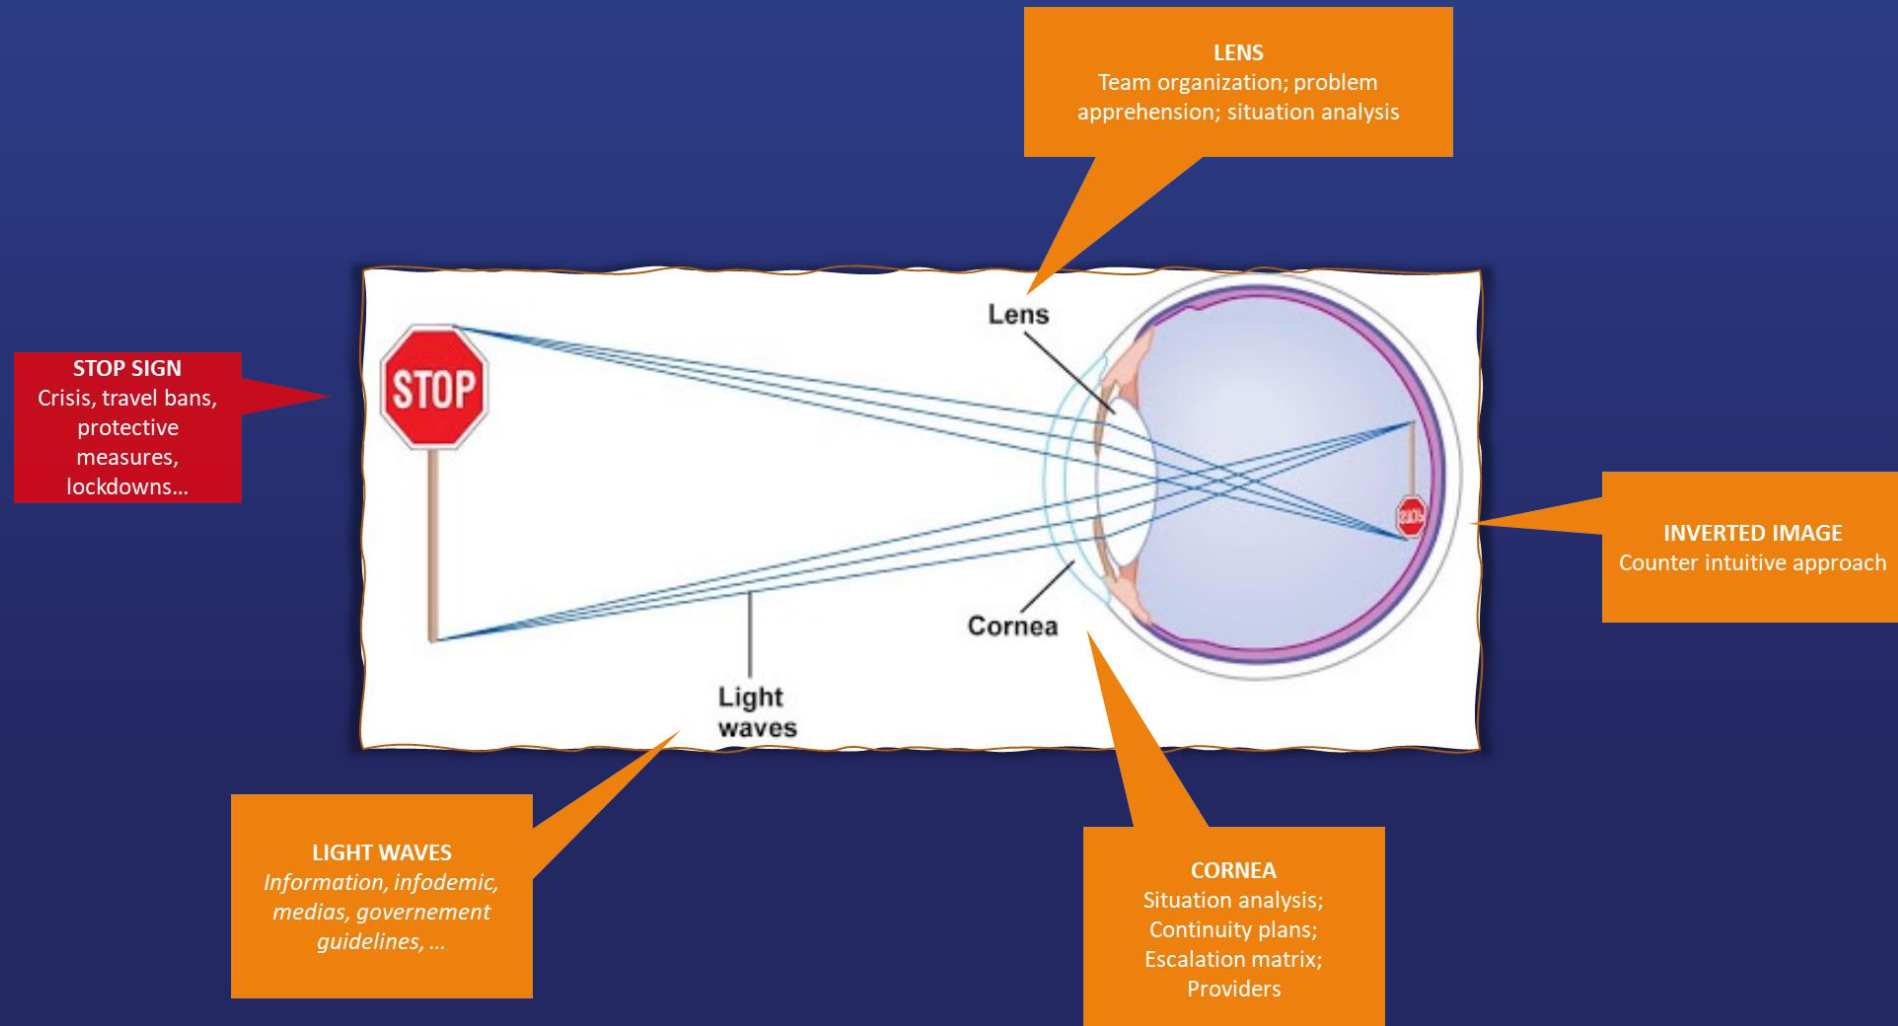 LENS
Team organization; problem
apprehension; situation analysis
Lens
STOP
STOP SIGN
Crisis, travel bans,
protective
measures,
lockdowns...
INVERTED IMAGE
Counter intuitive approach
Cornea
Light
waves
LIGHT WAVES
Information, infodemic,
medias, governement
guidelines, ...
CORNEA
Situation analysis;
Continuity plans;
Escalation matrix;
Providers
STOP